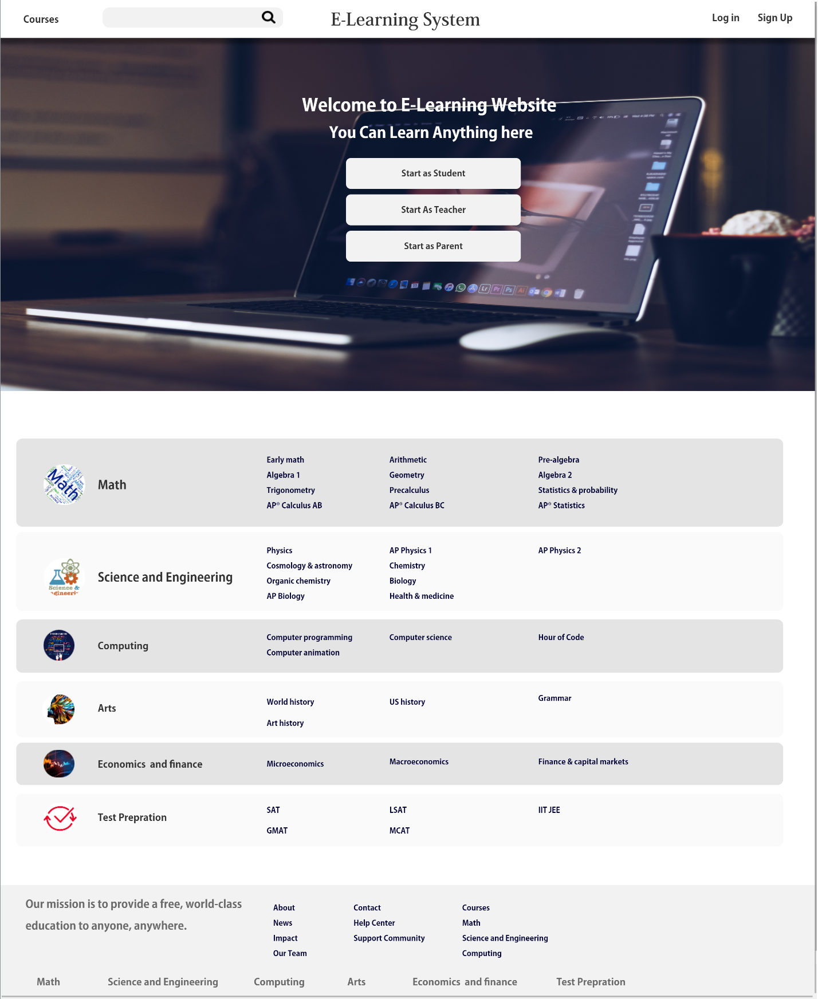 Courses
E-Learning System
Log in Sign Up
Welcome to E-Learning Website
You Can Learn Anything here
Start as Student
Start As Teacher
Start as Parent
Lr Pr Ps Ai
Math
Math
Early math Arithmetic Pre-algebra
Algebra 1 Geometry Algebra 2
Trigonometry Precalculus Statistics & probability
AP® Calculus AB AP® Calculus BC AP® Statistics
Science &
Science and Engineering
Physics AP Physics 1 AP Physics 2
Cosmology & astronomy Chemistry
Organic chemistry Biology
AP Biology Health & medicine
Computing
Computer programming Computer science Hour of Code
Computer animation
Arts
World history US history Grammar
Art history
Economics and finance
Microeconomics Macroeconomics Finance & capital markets
Test Prepration
SAT LSAT IIT JEE
GMAT MCAT
Our mission is to provide a free, world-class
education to anyone, anywhere.
About Contact Courses
News Help Center Math
Impact Support Community Science and Engineering
Our Team Computing
Math Science and Engineering Computing Arts Economics and finance Test Prepration